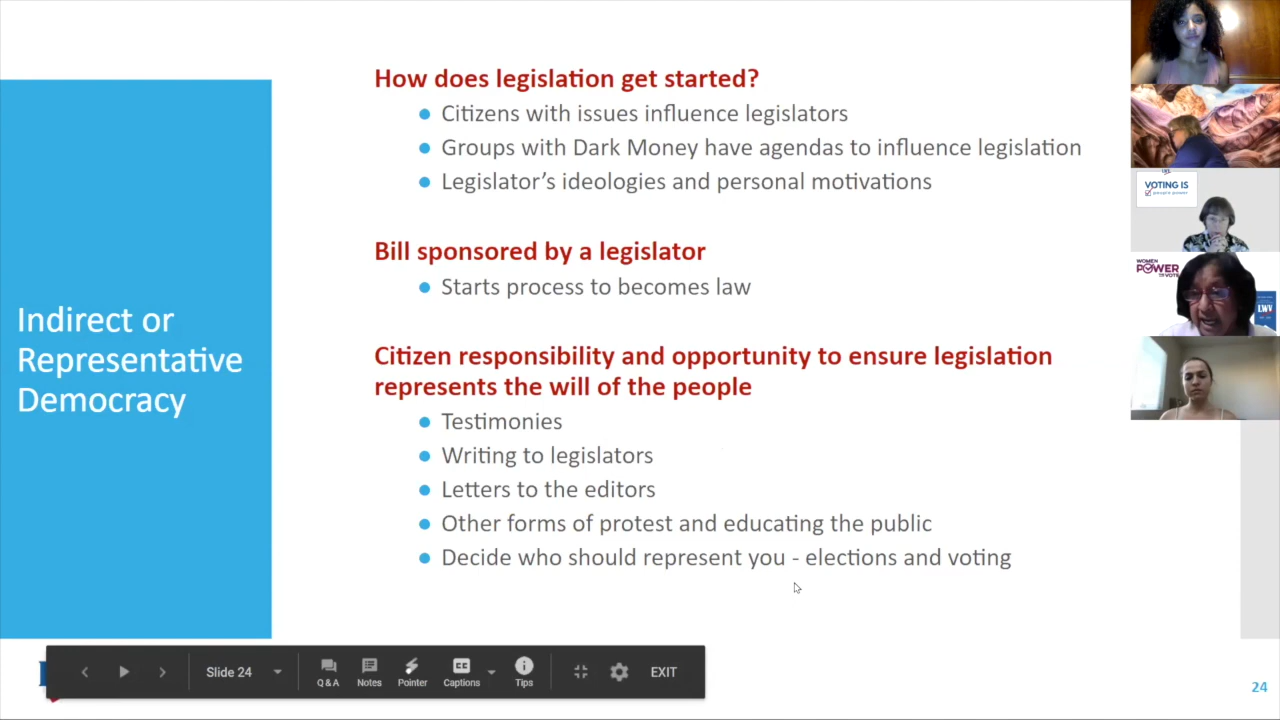 How does legislation get started?
Citizens with issues influence legislators
Groups with Dark Money have agendas to influence legislation
Legislator's ideologies and personal motivations
Bill sponsored by a legislator
Starts process to becomes law
Indirect or
Representative
Democracy
Citizen responsibility and opportunity to ensure legislation
represents the will of the people
Testimonies
Writing to legislators
Letters to the editors
Other forms of protest and educating the public
Decide who should represent you - elections and voting
VOTING IS
WOMEN
POWER
LWV
Slide 24
Q & A
Notes
Pointer
CC
Captions
Tips
EXIT
24